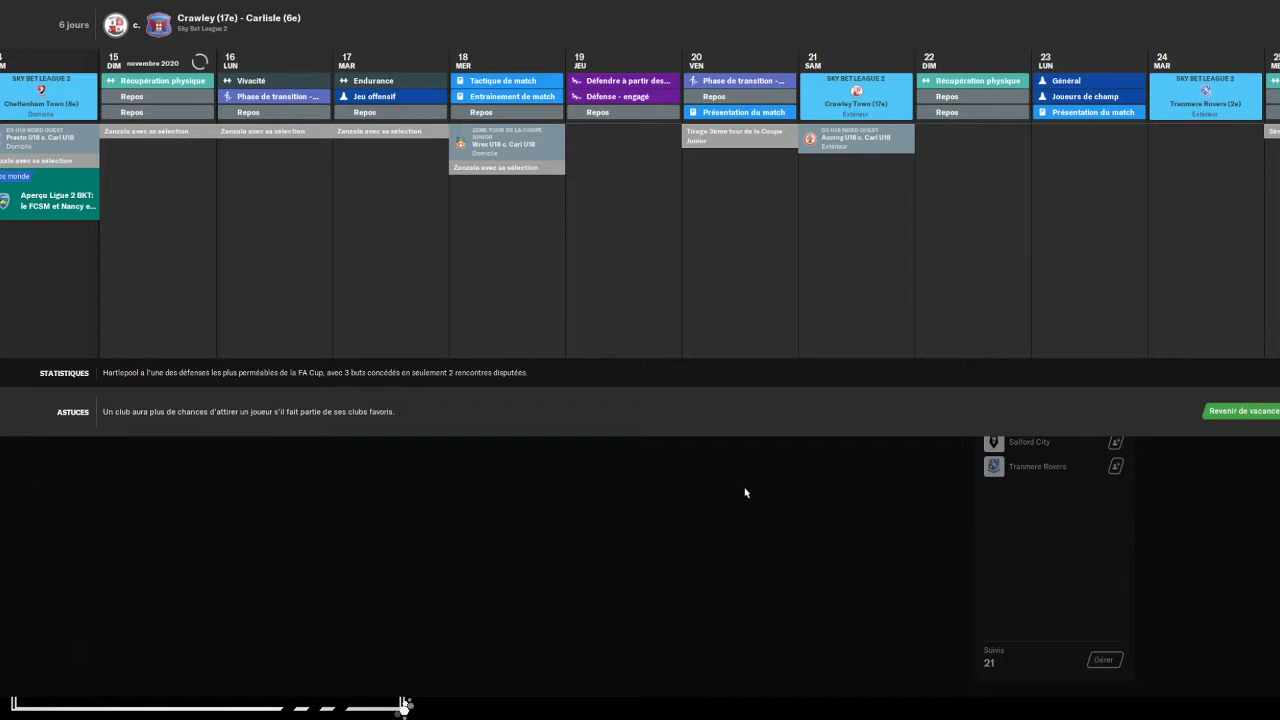 6 jours
c.
Crawley (17e) - Carlisle (6e)
Sky Bet League 2
15
DIM
novembre 2020
16
LUN
17
MAR
18
MER
19
JEU
20
VEN
21
SAM
22
DIM
23
LUN
24
MAR
SKY BET LEAGUE 2
Cheltenham Town (8e)
Domicile
Récupération physique
Repos
Repos
Vivacité
Phase de transition -...
Repos
Endurance
Jeu offensif
Repos
Tactique de match
Entraînement de match
Repos
Défendre à partir des...
Défense - engagé
Repos
Phase de transition -...
Repos
Présentation du match
SKY BET LEAGUE 2
Crawley Town (17e)
Extérieur
Récupération physique
Repos
Repos
Général
Joueurs de champ
Présentation du match
SKY BET LEAGUE 2
Tranmere Rovers (2e)
Extérieur
D3 U18 NORD OUEST
Prestn U18 c. Carl U18
Domicile
Zanzala avec sa sélection
Zanzala avec sa sélection
Zanzala avec sa sélection
2EME TOUR DE LA COUPE
JUNIOR
Wrex U18 c. Carl U18
Domicile
Zanzala avec sa sélection
Tirage 3ème tour de la Coupe
Junior
D3 U18 NORD OUEST
Accrng U18 c. Carl U18
Extérieur
nzala avec sa sélection
os monde
Aperçu Ligue 2 BKT:
le FCSM et Nancy e...
STATISTIQUES
Hartlepool a l'une des défenses les plus perméables de la FA Cup, avec 3 buts concédés en seulement 2 rencontres disputées.
ASTUCES
Un club aura plus de chances d'attirer un joueur s'il fait partie de ses clubs favoris.
Revenir de vacance
Salford City
Tranmere Rovers
Suivis
21
Gérer